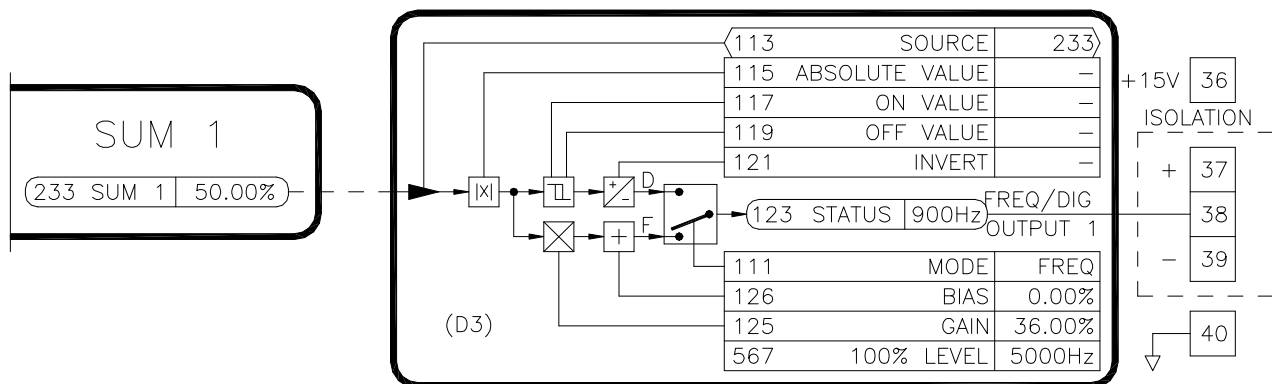 SUM 1
233 SUM 1 50.00%
113 SOURCE 233
115 ABSOLUTE VALUE –
117 ON VALUE –
119 OFF VALUE –
121 INVERT –
|X|
+
–
D
123 STATUS 900Hz
FREQ/DIG
OUTPUT 1
+
F
111 MODE FREQ
126 BIAS 0.00%
125 GAIN 36.00%
567 100% LEVEL 5000Hz
(D3)
+15V 36
ISOLATION
+ 37
38
– 39
40